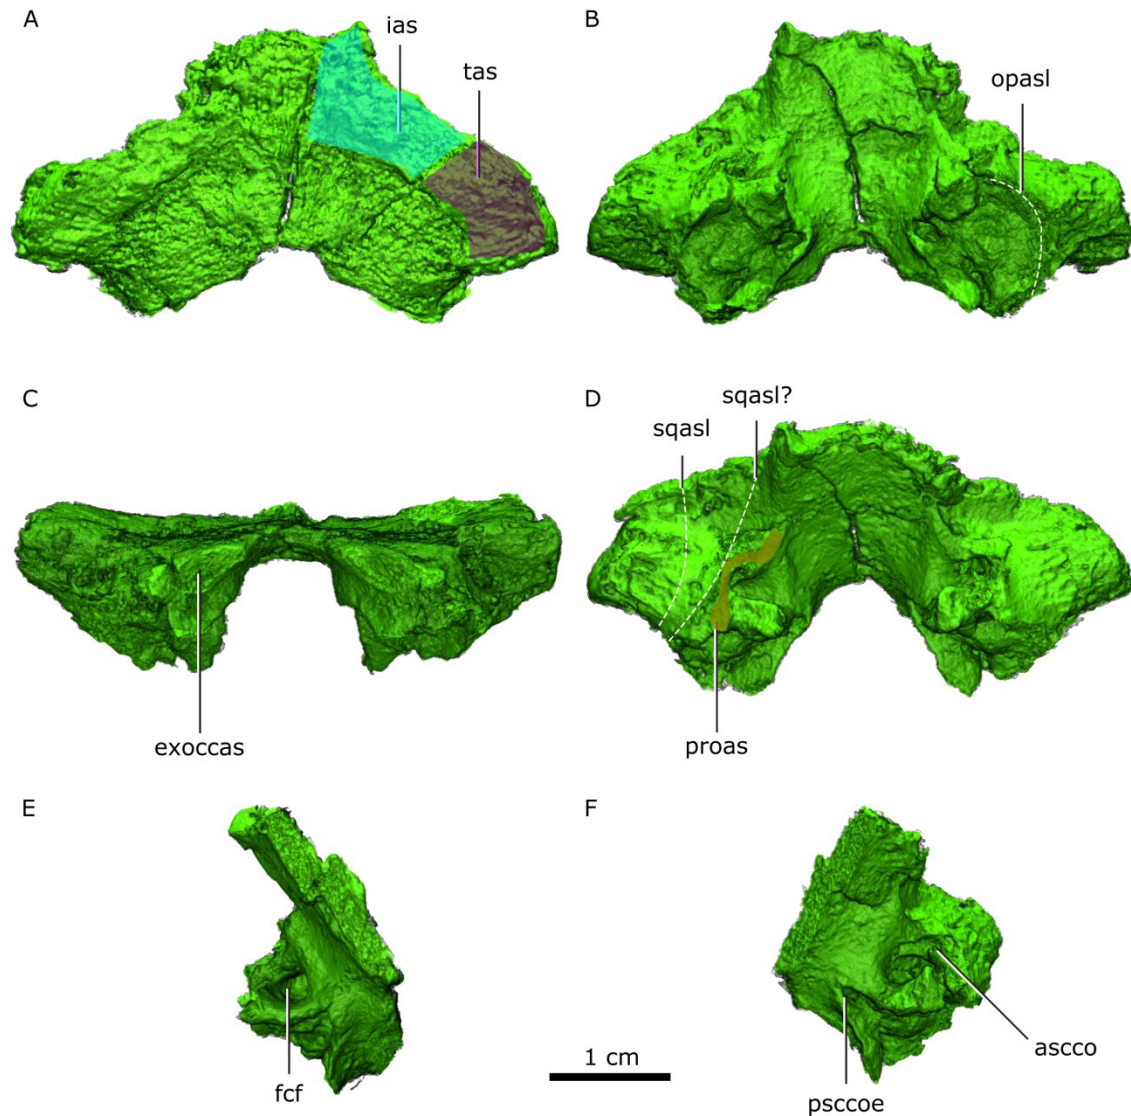 A
ias
tas
B
opasl
C
exoccas
D
sqasl
sqasl?
proas
E
fcf
F
ascco
psccoe
1 cm